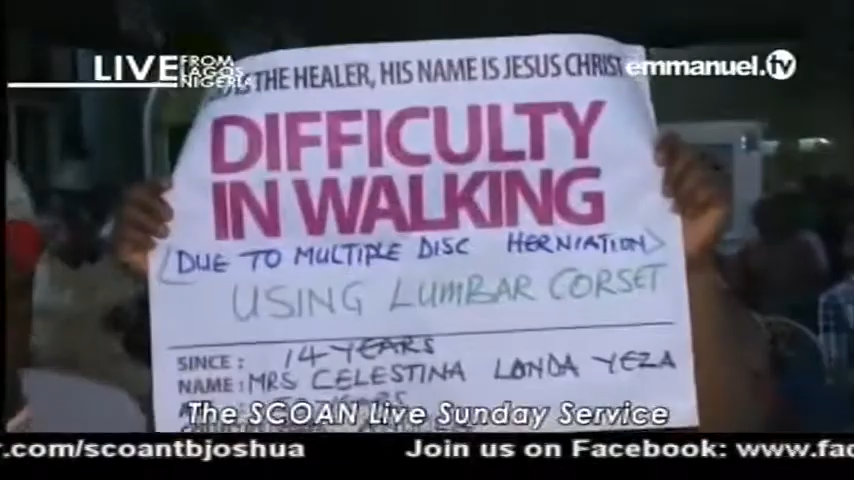 LIVE FROM LAGOS NIGERIA
emmanuel.tv
IS THE HEALER, HIS NAME IS JESUS CHRIST
DIFFICULTY
IN WALKING
(DUE TO MULTIPLE DISC HERNIATION)
USING LUMBAR CORSET
SINCE: 14 YEARS
NAME: MRS CELESTINA LONDA YEZA
The SCOAN Live Sunday Service
r.com/scoantbjoshua Join us on Facebook: www.fac